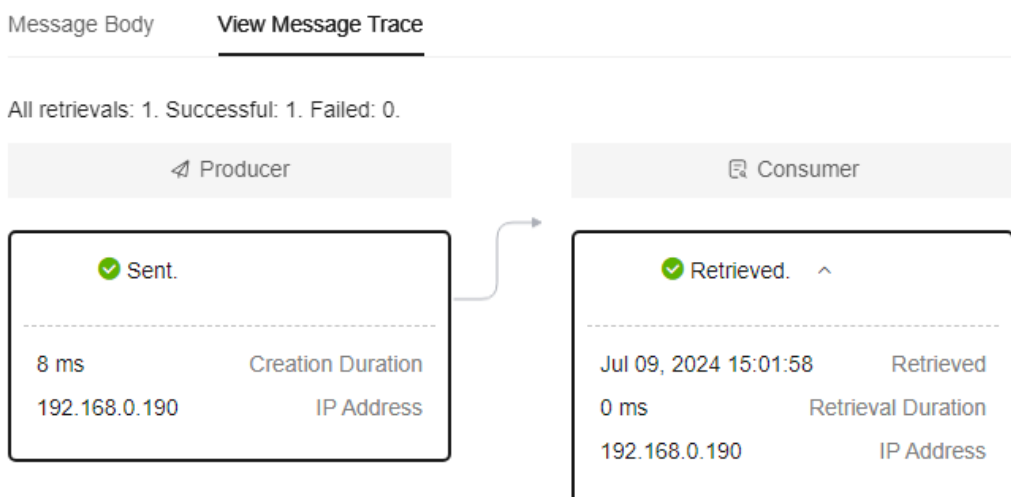 Message Body View Message Trace
All retrievals: 1. Successful: 1. Failed: 0.
Producer
Consumer
Sent.
8 ms Creation Duration
192.168.0.190 IP Address
Retrieved.
Jul 09, 2024 15:01:58 Retrieved
0 ms Retrieval Duration
192.168.0.190 IP Address